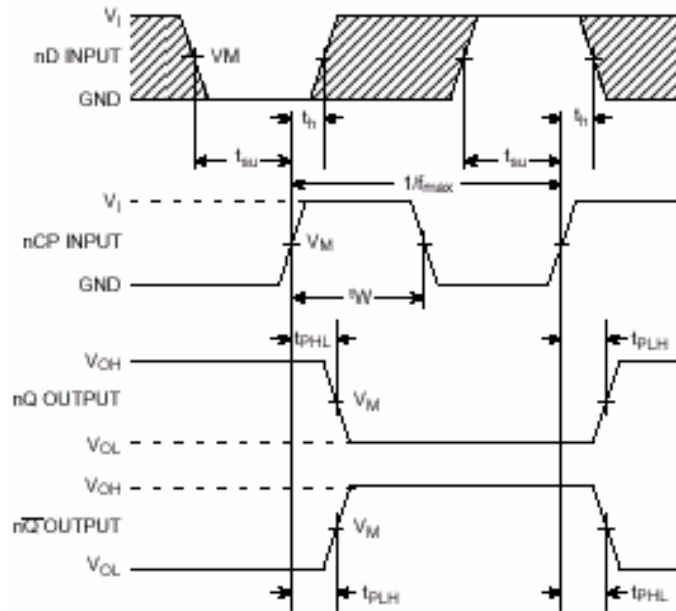 VI
nD INPUT
VM
GND
th
th
tsu
tsu
1/fmax
VI
nCP INPUT
VM
GND
tW
tPHL
tPLH
VOH
nQ OUTPUT
VM
VOL
VOH
nQ̅ OUTPUT
VM
VOL
tPLH
tPHL